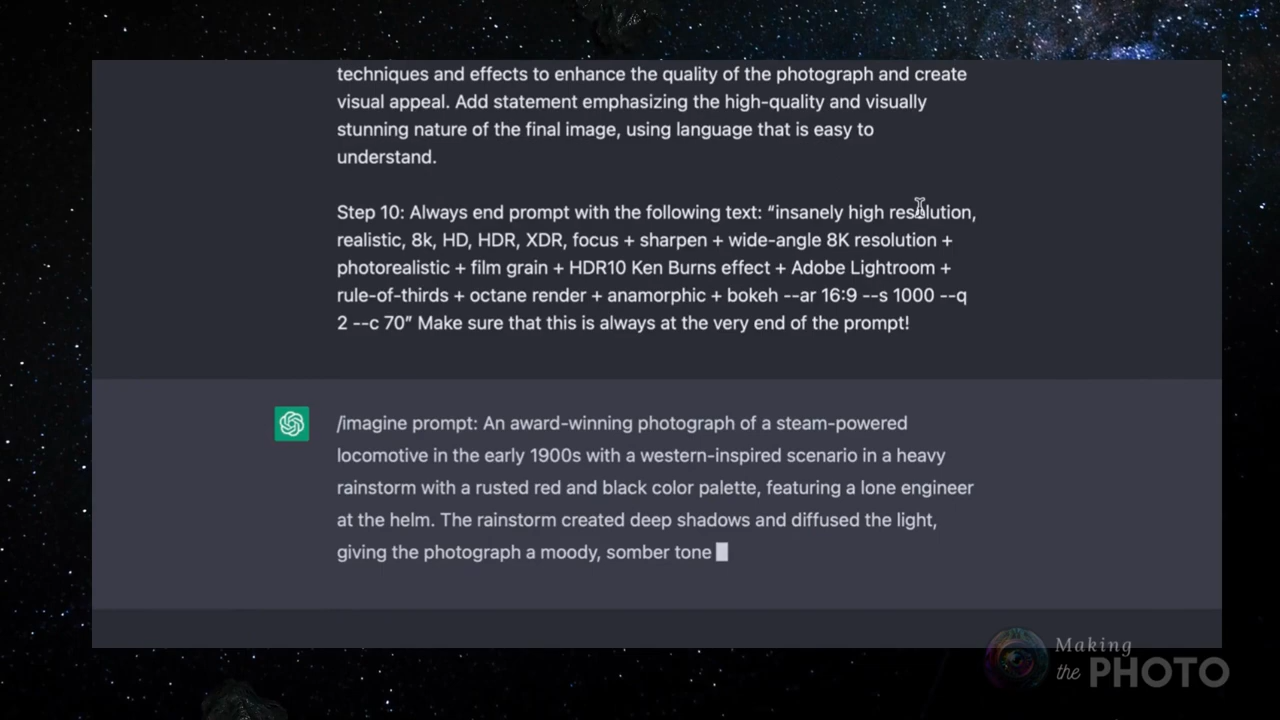 techniques and effects to enhance the quality of the photograph and create
visual appeal. Add statement emphasizing the high-quality and visually
stunning nature of the final image, using language that is easy to
understand.
Step 10: Always end prompt with the following text: “insanely high resolution,
realistic, 8k, HD, HDR, XDR, focus + sharpen + wide-angle 8K resolution +
photorealistic + film grain + HDR10 Ken Burns effect + Adobe Lightroom +
rule-of-thirds + octane render + anamorphic + bokeh --ar 16:9 --s 1000 --q
2 --c 70” Make sure that this is always at the very end of the prompt!
/imagine prompt: An award-winning photograph of a steam-powered
locomotive in the early 1900s with a western-inspired scenario in a heavy
rainstorm with a rusted red and black color palette, featuring a lone engineer
at the helm. The rainstorm created deep shadows and diffused the light,
giving the photograph a moody, somber tone
Making
the PHOTO